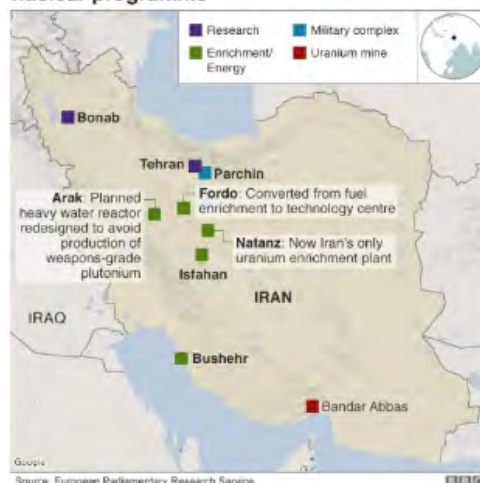 nuclear programme
Research
Military complex
Enrichment/
Energy
Uranium mine
Bonab
Tehran
Parchin
Arak: Planned
heavy water reactor
redesigned to avoid
production of
weapons-grade
plutonium
Fordo: Converted from fuel
enrichment to technology centre
Natanz: Now Iran's only
uranium enrichment plant
Isfahan
IRAN
IRAQ
Bushehr
Bandar Abbas
Google
Source: European Parliamentary Research Service
BBC